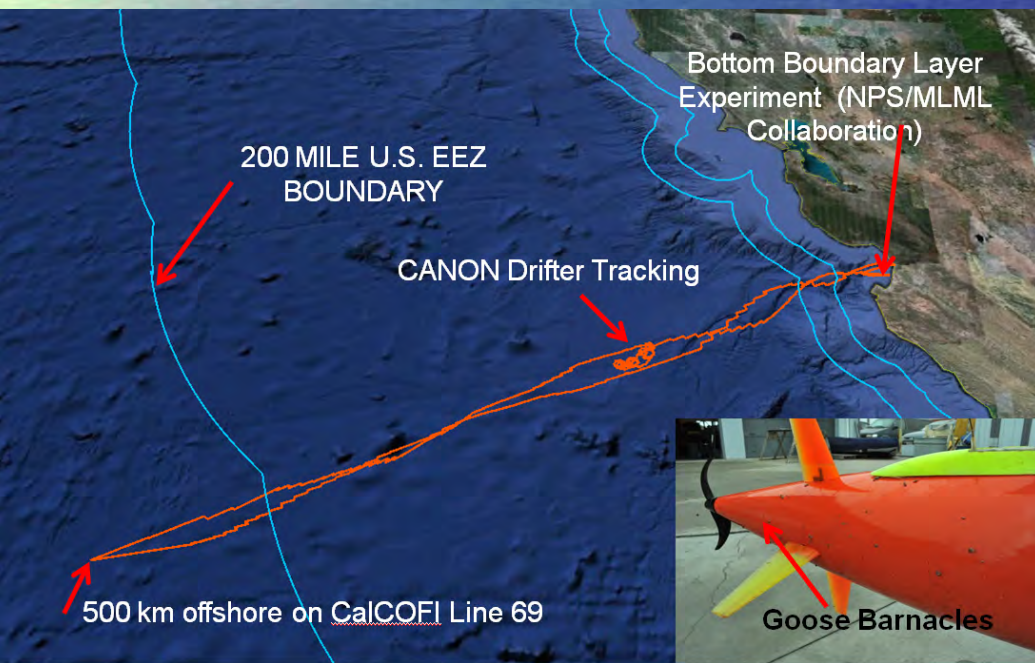 Bottom Boundary Layer
Experiment (NPS/MLML
Collaboration)
200 MILE U.S. EEZ
BOUNDARY
CANON Drifter Tracking
500 km offshore on CalCOFI Line 69
Goose Barnacles